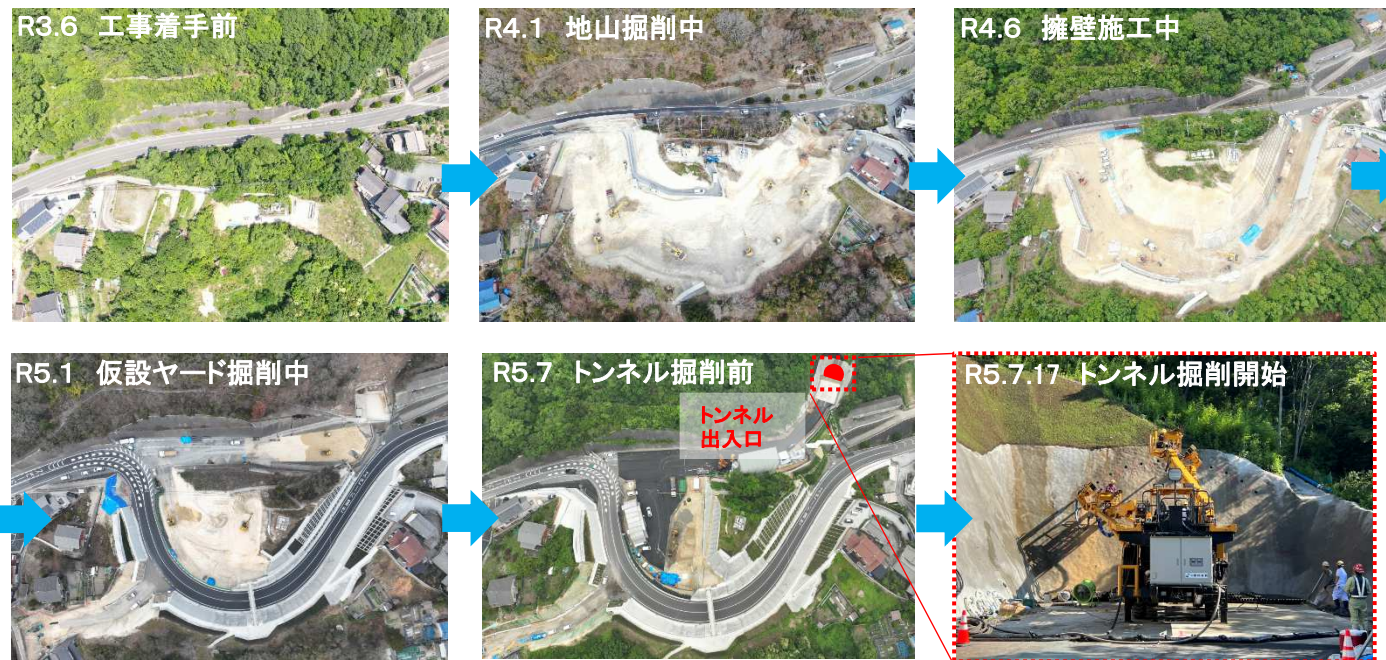 R3.6 工事着手前
R4.1 地山掘削中
R4.6 擁壁施工中
R5.1 仮設ヤード掘削中
R5.7 トンネル掘削前
トンネル
出入口
R5.7.17 トンネル掘削開始